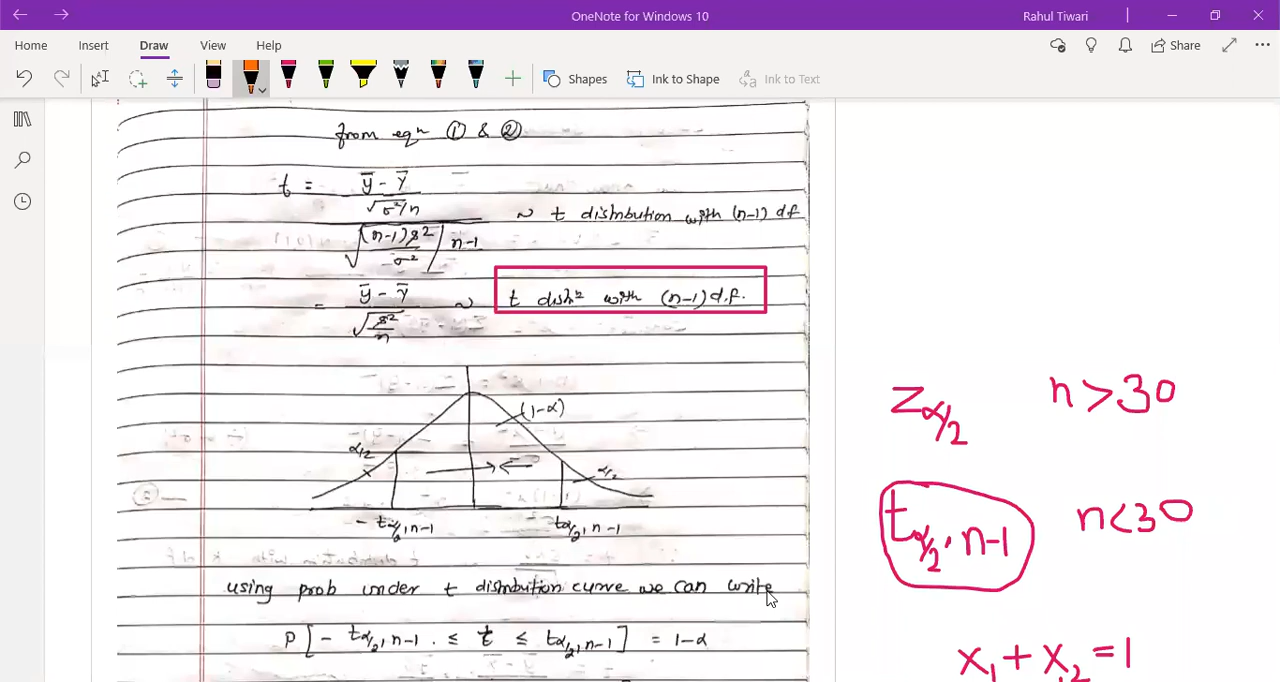 OneNote for Windows 10
Rahul Tiwari
Home Insert Draw View Help
Share
Shapes
Ink to Shape
Ink to Text
from eqn ① & ②
t = (ȳ - Ȳ) / √(σ²/n) / √((n-1)s²/σ² / n-1) ~ t distribution with (n-1) df
= (ȳ - Ȳ) / √(s²/n) ~ t distⁿ with (n-1) d.f.
(1-α)
α/2
α/2
- tα/2, n-1
tα/2, n-1
using prob under t distribution curve we can write
P[- tα/2, n-1 ≤ t ≤ tα/2, n-1] = 1-α
Zα/2 n > 30
tα/2, n-1 n < 30
x₁ + x₂ = 1